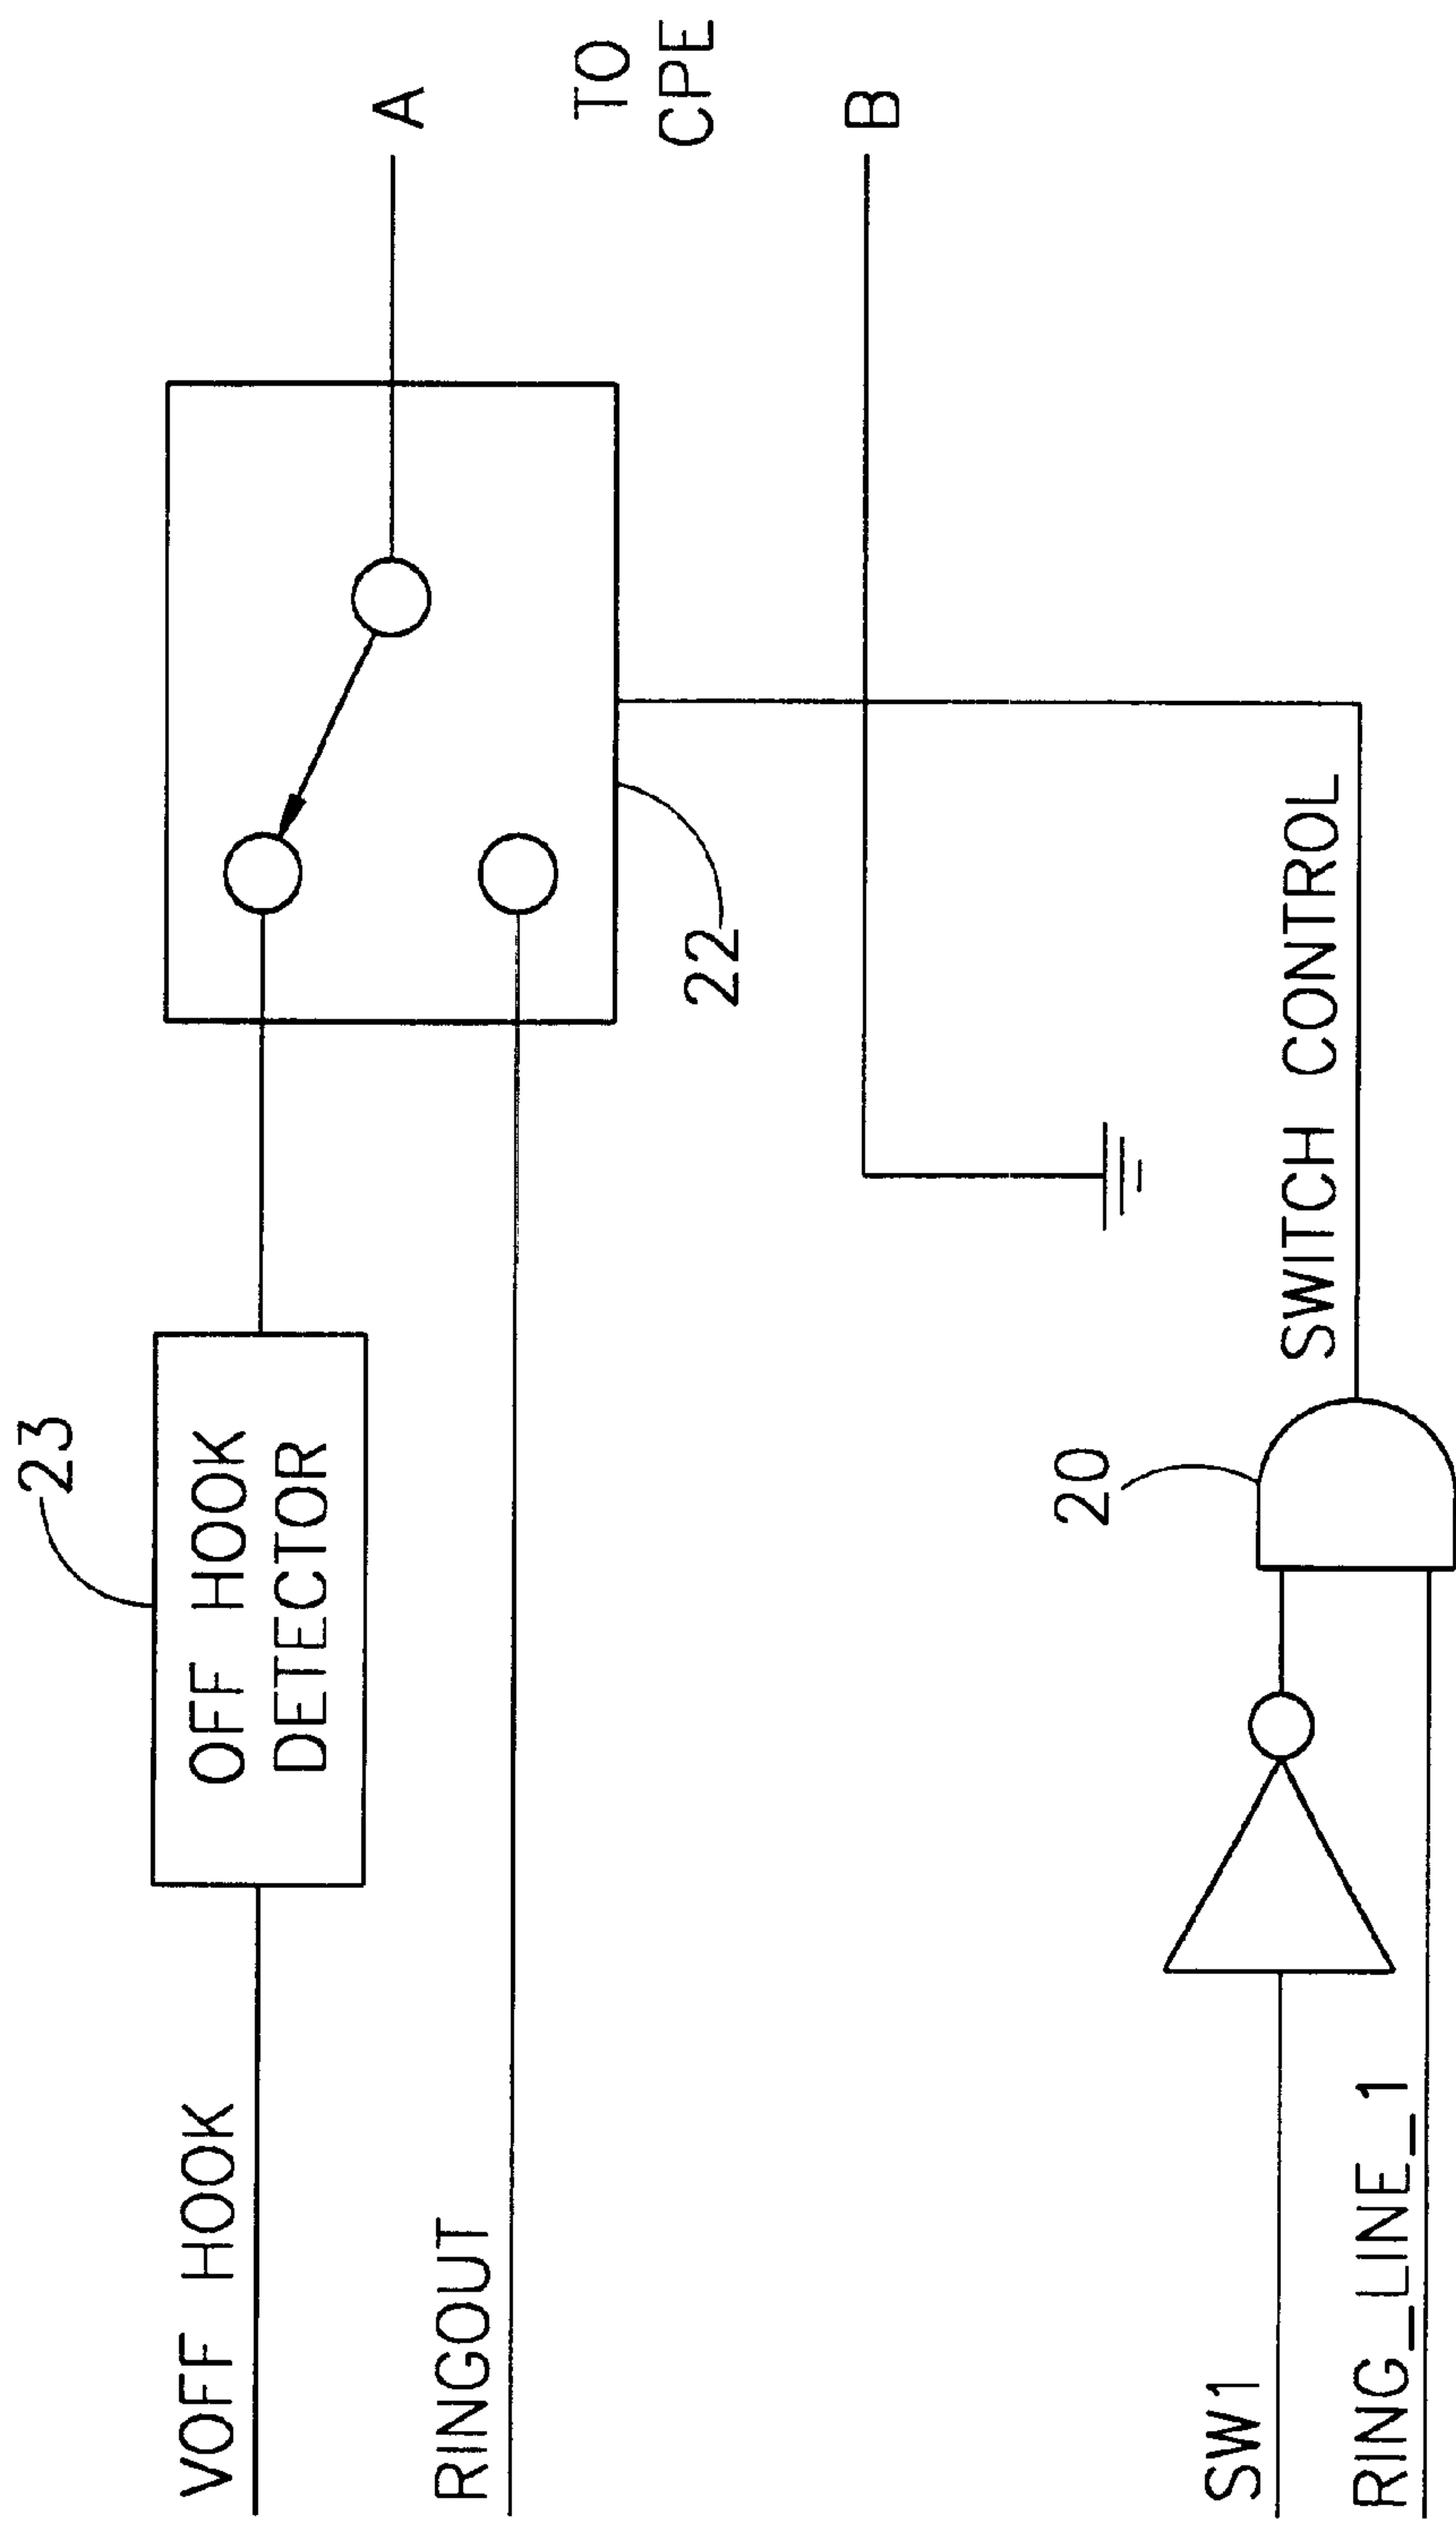 23
OFF HOOK
DETECTOR
VOFF HOOK
RINGOUT
22
A
TO
CPE
B
20
SWITCH CONTROL
SW1
RING_LINE_1